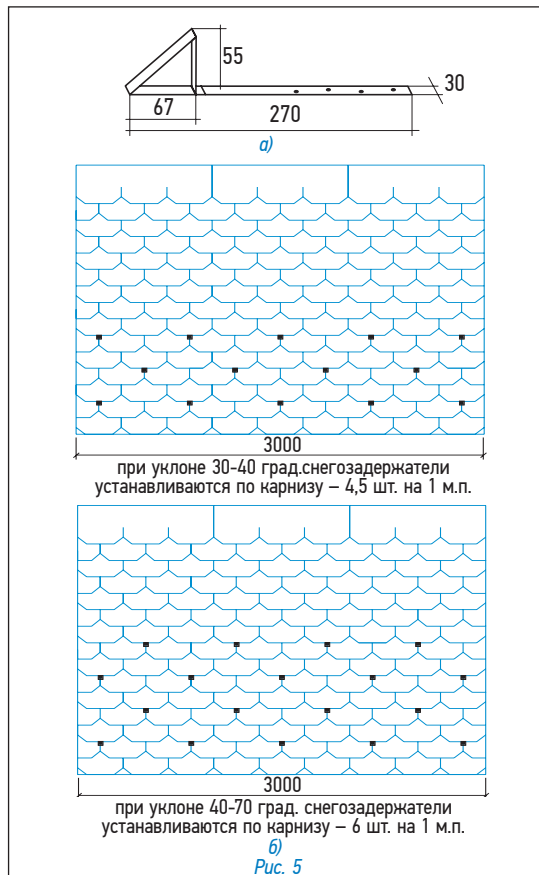 55
30
67
270
а)
3000
при уклоне 30-40 град.снегозадержатели
устанавливаются по карнизу – 4,5 шт. на 1 м.п.
3000
при уклоне 40-70 град. снегозадержатели
устанавливаются по карнизу – 6 шт. на 1 м.п.
б)
Рис. 5